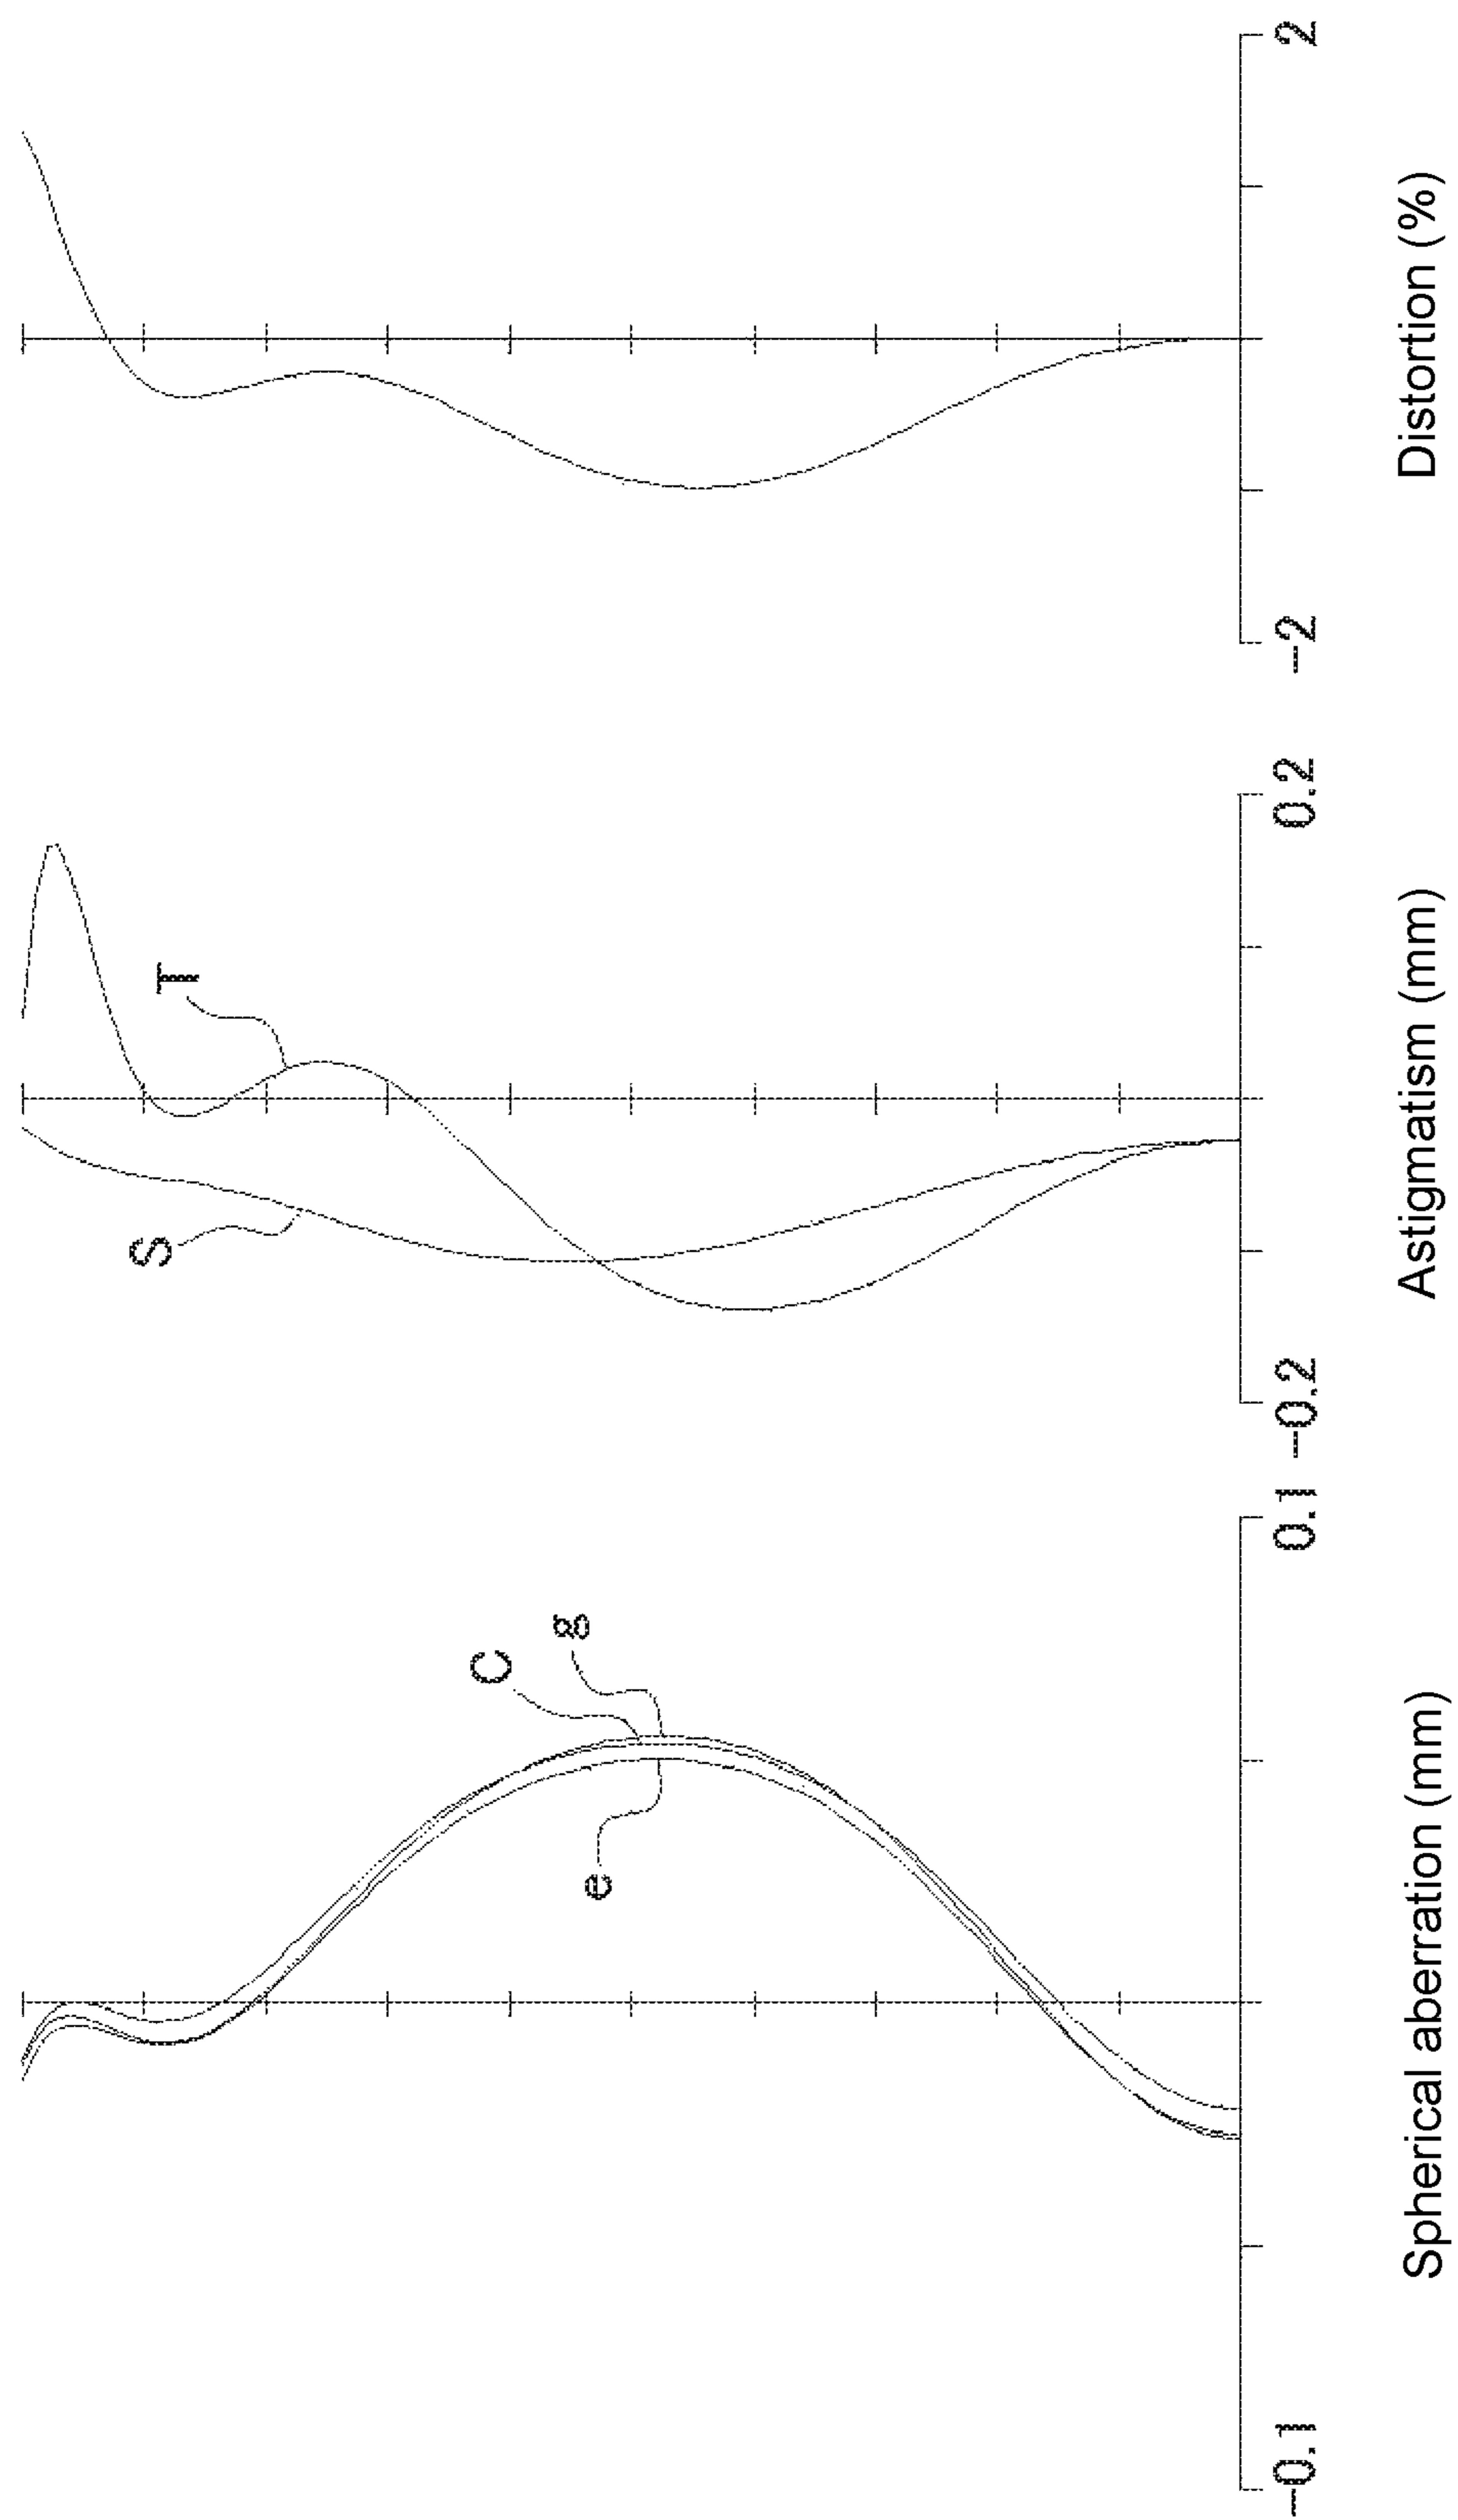 C
g
e
-0.1
0.1
Spherical aberration (mm)
S
T
-0.2
0.2
Astigmatism (mm)
-2
2
Distortion (%)